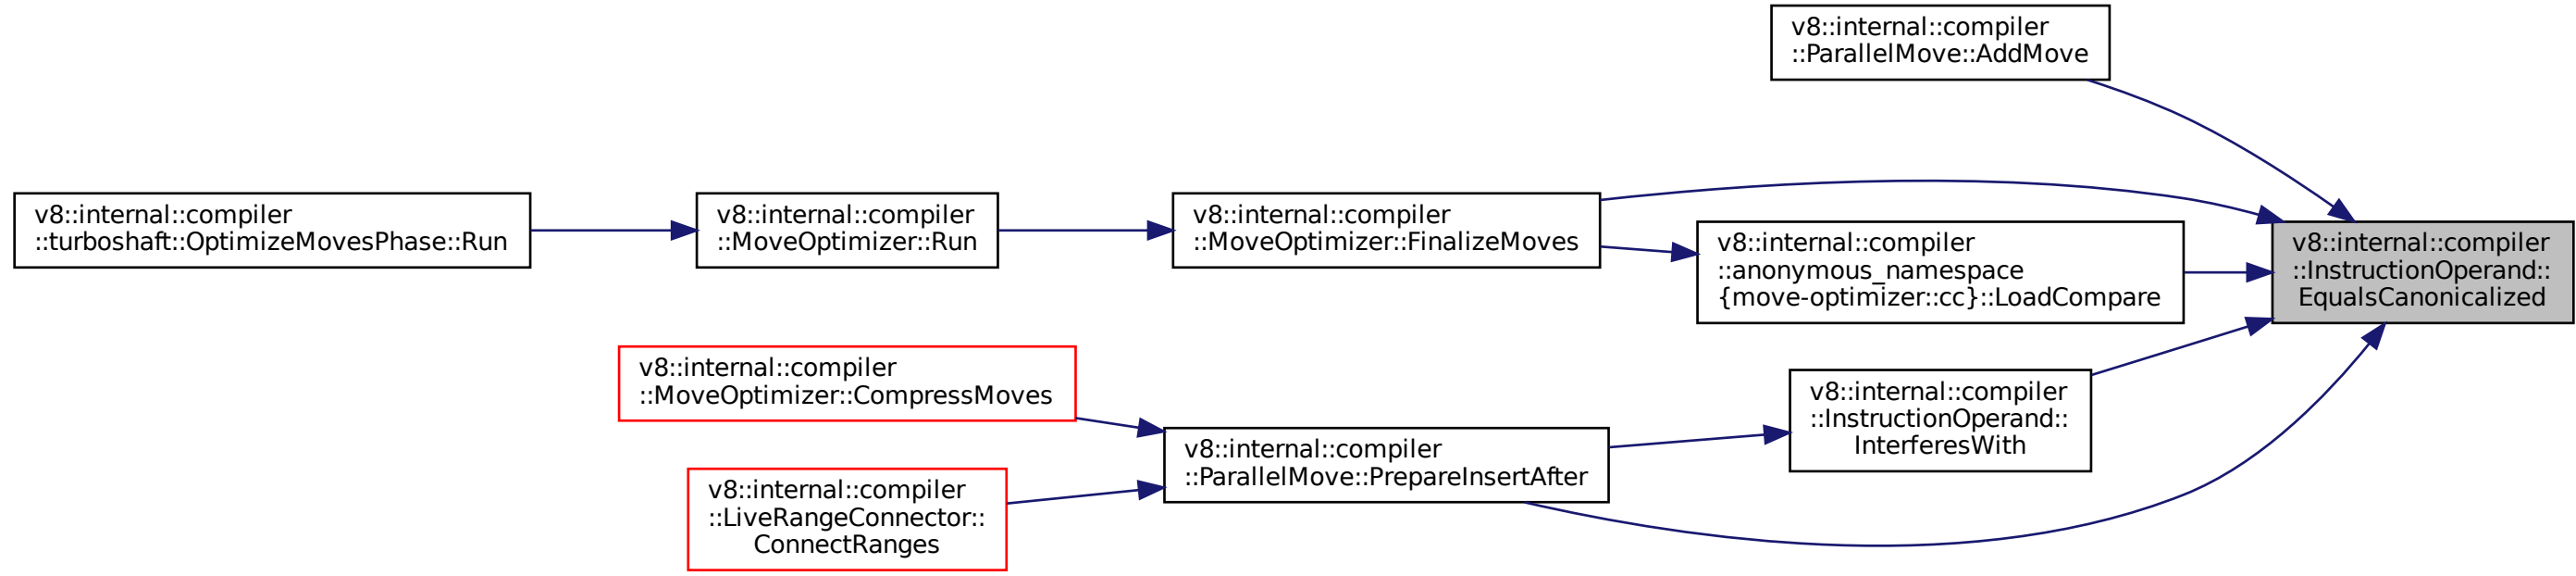 v8::internal::compiler
::ParallelMove::AddMove
v8::internal::compiler
::turboshaft::OptimizeMovesPhase::Run
v8::internal::compiler
::MoveOptimizer::Run
v8::internal::compiler
::MoveOptimizer::FinalizeMoves
v8::internal::compiler
::anonymous_namespace
{move-optimizer::cc}::LoadCompare
v8::internal::compiler
::InstructionOperand::
EqualsCanonicalized
v8::internal::compiler
::MoveOptimizer::CompressMoves
v8::internal::compiler
::InstructionOperand::
InterferesWith
v8::internal::compiler
::ParallelMove::PrepareInsertAfter
v8::internal::compiler
::LiveRangeConnector::
ConnectRanges